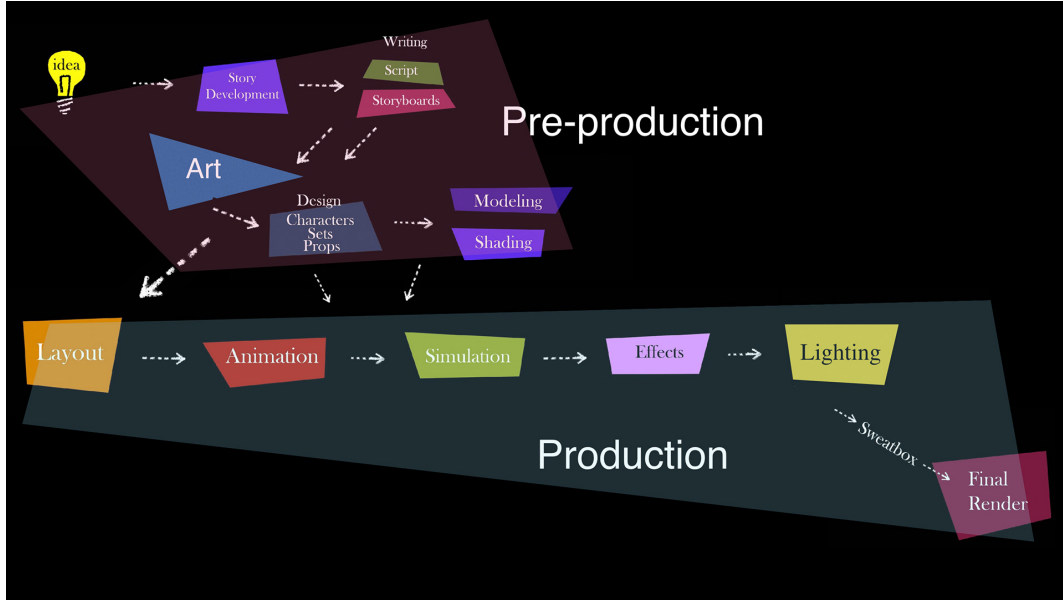 idea
Story
Development
Writing
Script
Storyboards
Pre-production
Art
Design
Characters
Sets
Props
Modeling
Shading
Layout
Animation
Simulation
Effects
Lighting
Production
Sweatbox
Final
Render